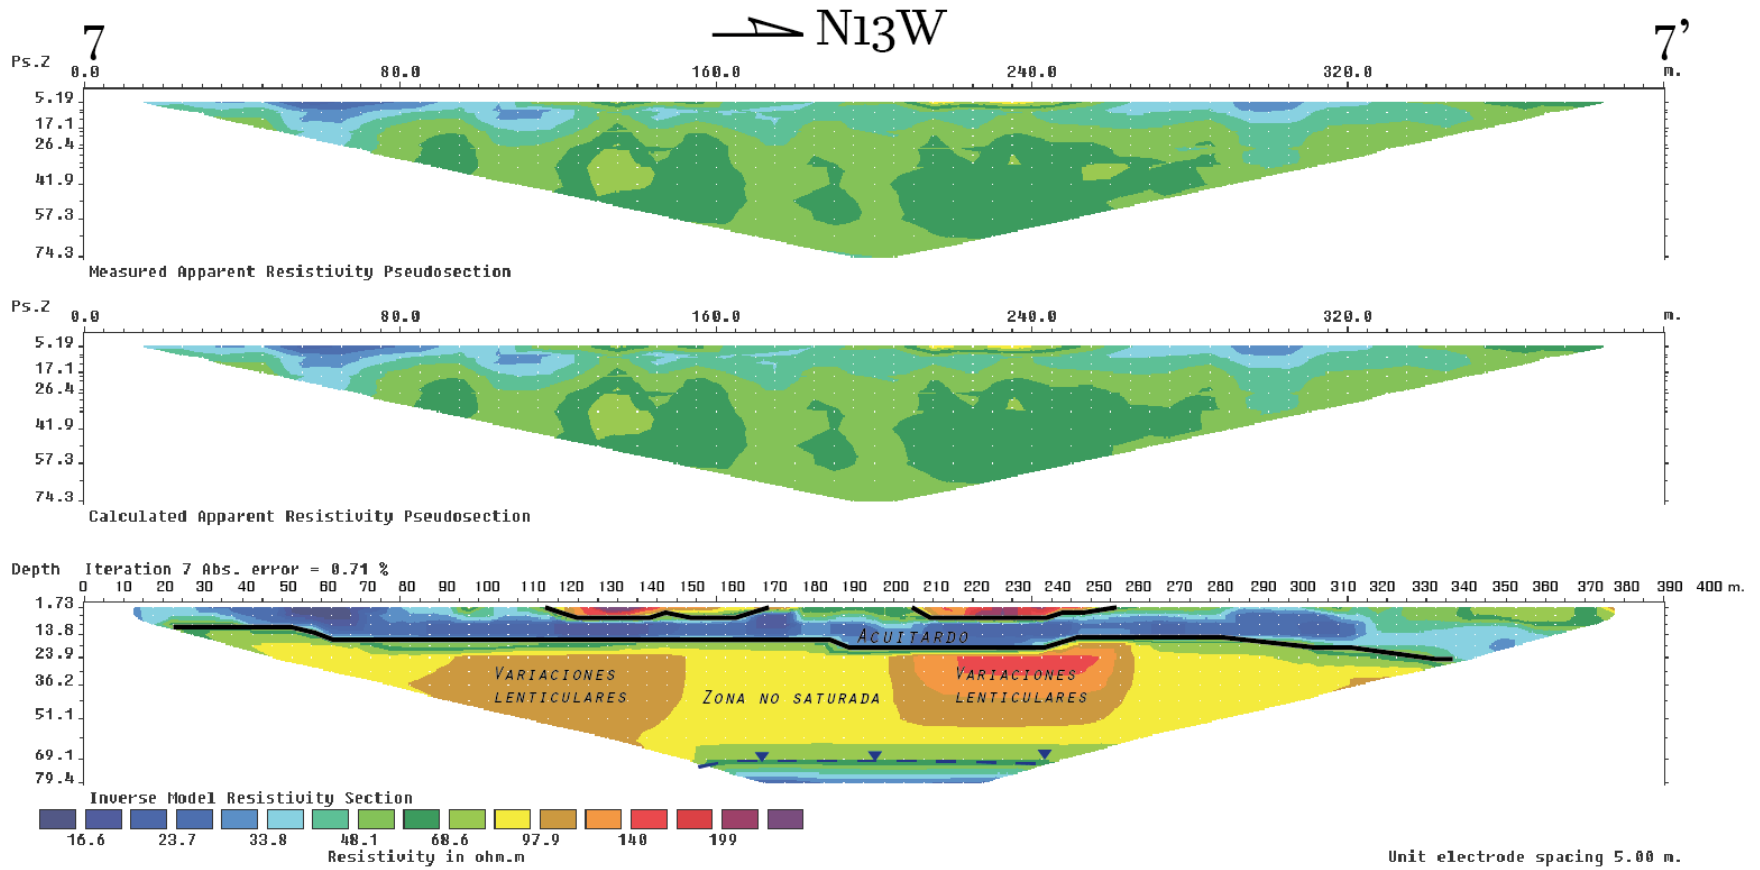 7 N13W 7’
Ps.Z 0.0 80.0 160.0 240.0 320.0 m.
5.19
17.1
26.4
41.9
57.3
74.3
Measured Apparent Resistivity Pseudosection
Ps.Z 0.0 80.0 160.0 240.0 320.0 m.
5.19
17.1
26.4
41.9
57.3
74.3
Calculated Apparent Resistivity Pseudosection
Depth Iteration 7 Abs. error = 0.71 %
0 10 20 30 40 50 60 70 80 90 100 110 120 130 140 150 160 170 180 190 200 210 210 230 240 250 260 270 280 290 300 310 320 340 350 360 370 380 390 400 m.
1.73
13.8
ACUITARDO
23.9
36.2
VARIACIONES LENTICULARES
ZONA NO SATURADA
VARIACIONES LENTICULARES
51.1
69.1
79.4
Inverse Model Resistivity Section
16.6 23.7 33.8 48.1 68.6 97.9 140 199
Resistivity in ohm.m
Unit electrode spacing 5.00 m.